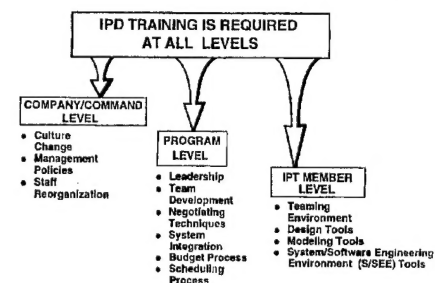 IPD TRAINING IS REQUIRED
AT ALL LEVELS
COMPANY/COMMAND
LEVEL
• Culture
Change
• Management
Policies
• Staff
Reorganization
PROGRAM
LEVEL
• Leadership
• Team
Development
• Negotiating
Techniques
• System
Integration
• Budget Process
• Scheduling
Process
IPT MEMBER
LEVEL
• Teaming
Environment
• Design Tools
• Modeling Tools
• System/Software Engineering
Environment (S/SEE) Tools